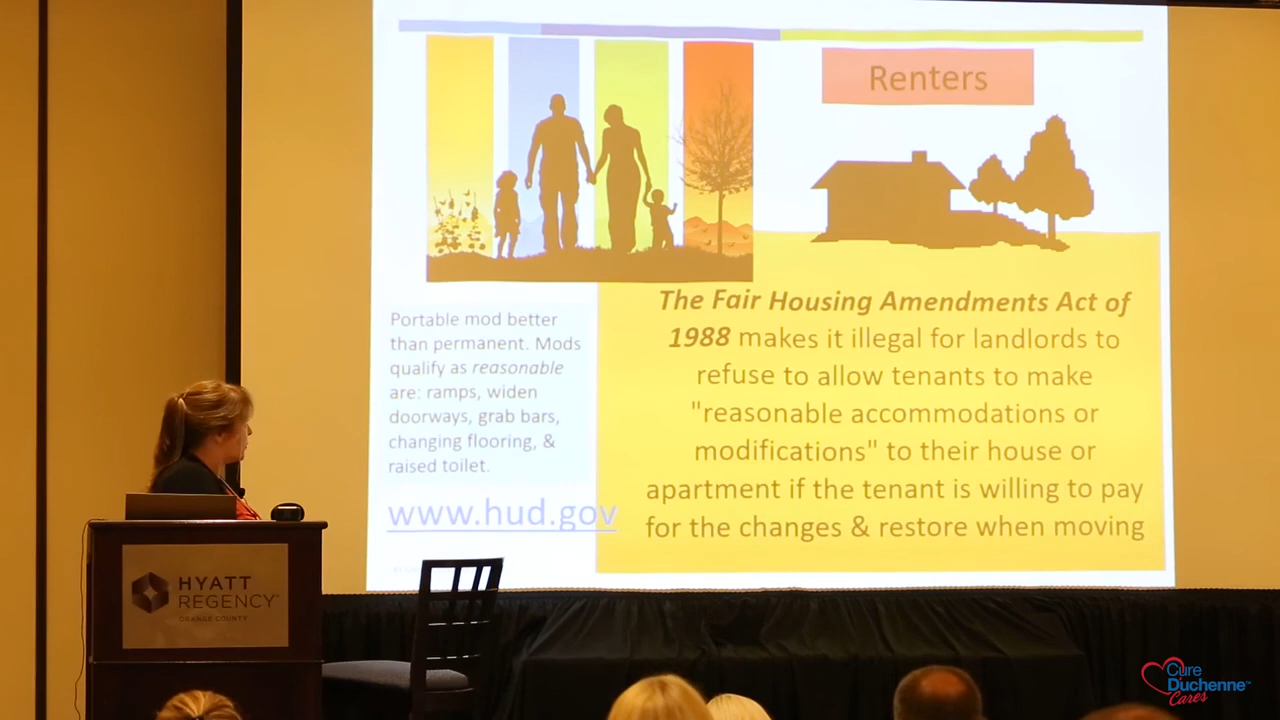 Renters
The Fair Housing Amendments Act of
1988 makes it illegal for landlords to
refuse to allow tenants to make
"reasonable accommodations or
modifications" to their house or
apartment if the tenant is willing to pay
for the changes & restore when moving
Portable mod better
than permanent. Mods
qualify as reasonable
are: ramps, widen
doorways, grab bars,
changing flooring, &
raised toilet.
www.hud.gov
HYATT
REGENCY
ORANGE COUNTY
Cure
Duchenne™
Cares